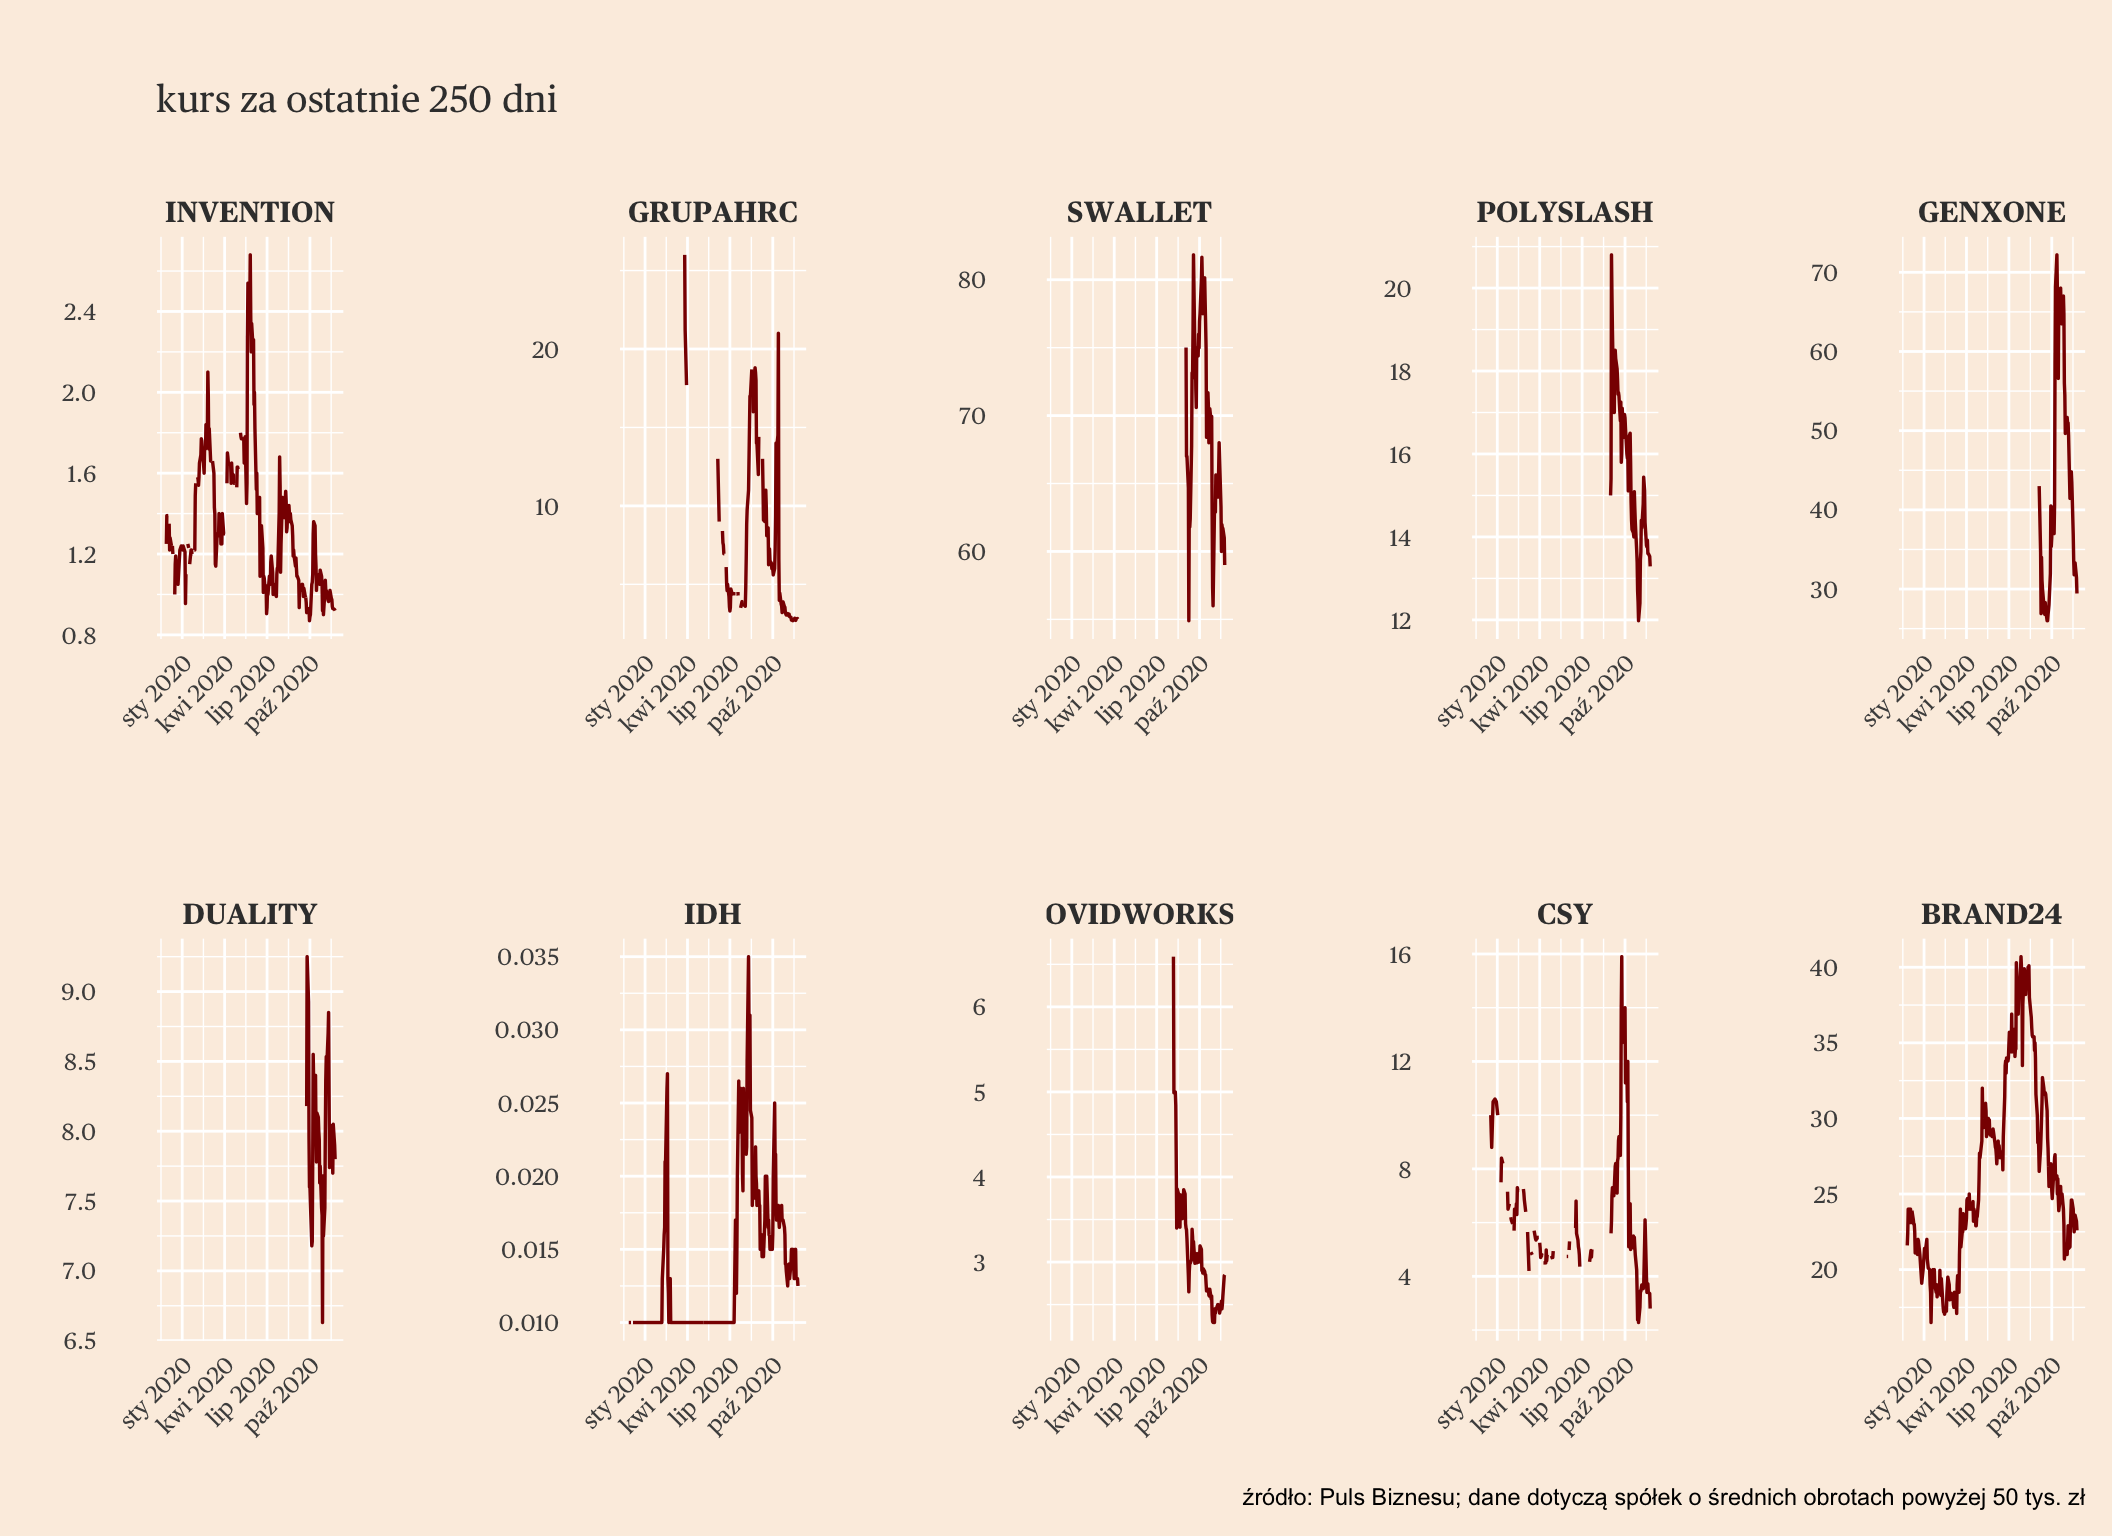 kurs za ostatnie 250 dni
INVENTION
GRUPAHRC
SWALLET
POLYSLASH
GENXONE
2.4
2.0
1.6
1.2
0.8
20
10
80
70
60
20
18
16
14
12
70
60
50
40
30
sty 2020
kwi 2020
lip 2020
paź 2020
sty 2020
kwi 2020
lip 2020
paź 2020
sty 2020
kwi 2020
lip 2020
paź 2020
sty 2020
kwi 2020
lip 2020
paź 2020
sty 2020
kwi 2020
lip 2020
paź 2020
DUALITY
IDH
OVIDWORKS
CSY
BRAND24
9.0
8.5
8.0
7.5
7.0
6.5
0.035
0.030
0.025
0.020
0.015
0.010
6
5
4
3
16
12
8
4
40
35
30
25
20
sty 2020
kwi 2020
lip 2020
paź 2020
sty 2020
kwi 2020
lip 2020
paź 2020
sty 2020
kwi 2020
lip 2020
paź 2020
sty 2020
kwi 2020
lip 2020
paź 2020
sty 2020
kwi 2020
lip 2020
paź 2020
źródło: Puls Biznesu; dane dotyczą spółek o średnich obrotach powyżej 50 tys. zł